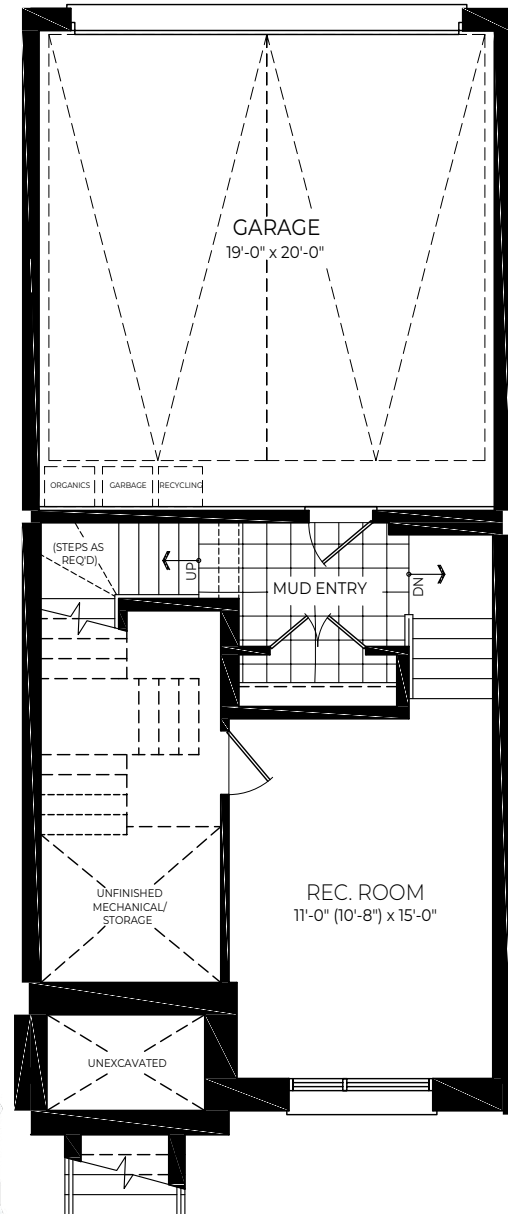 GARAGE
19'-0" x 20'-0"
ORGANICS
GARBAGE
RECYCLING
(STEPS AS
REQ'D)
UP
MUD ENTRY
DN
UNFINISHED
MECHANICAL/
STORAGE
REC. ROOM
11'-0" (10'-8") x 15'-0"
UNEXCAVATED